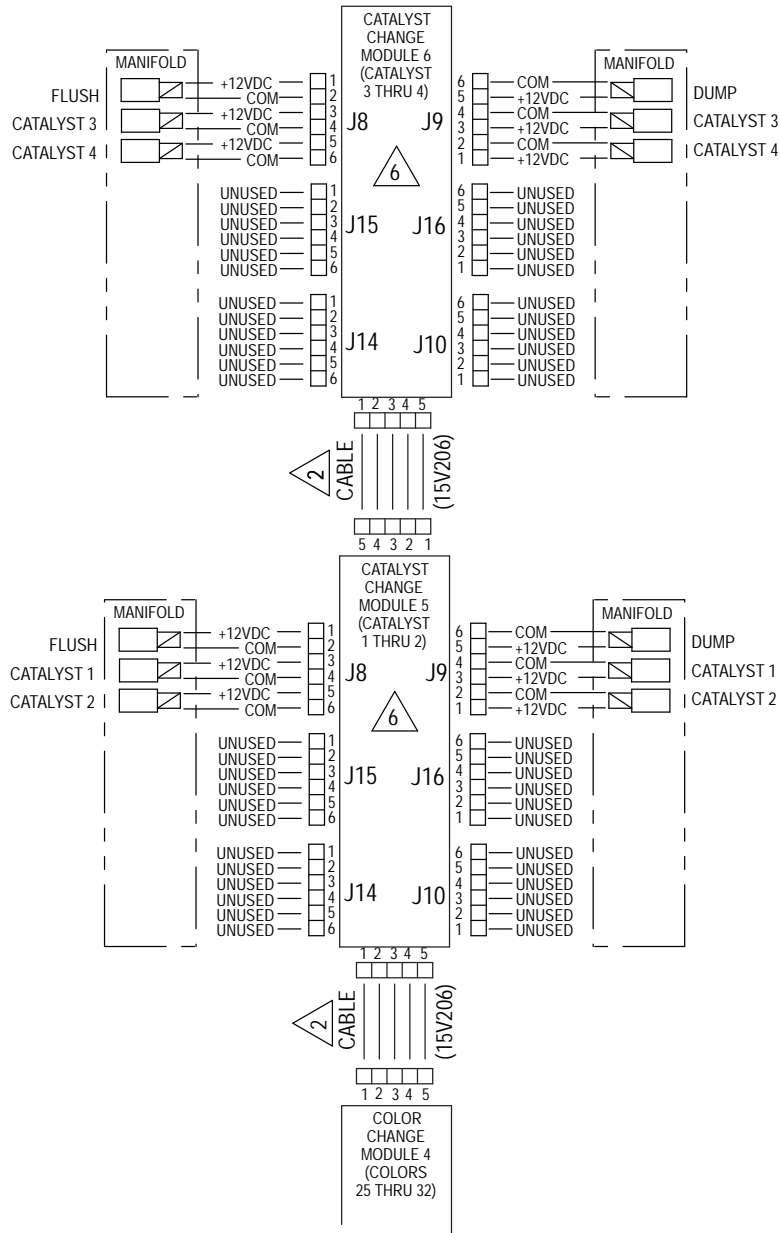 CATALYST
CHANGE
MODULE 6
(CATALYST
3 THRU 4)
MANIFOLD
FLUSH
CATALYST 3
CATALYST 4
+12VDC 1
COM 2
+12VDC 3
COM 4
+12VDC 5
COM 6
J8
J9
6 COM
5 +12VDC
4 COM
3 +12VDC
2 COM
1 +12VDC
MANIFOLD
DUMP
CATALYST 3
CATALYST 4
6
UNUSED 1
UNUSED 2
UNUSED 3
UNUSED 4
UNUSED 5
UNUSED 6
J15
J16
6 UNUSED
5 UNUSED
4 UNUSED
3 UNUSED
2 UNUSED
1 UNUSED
UNUSED 1
UNUSED 2
UNUSED 3
UNUSED 4
UNUSED 5
UNUSED 6
J14
J10
6 UNUSED
5 UNUSED
4 UNUSED
3 UNUSED
2 UNUSED
1 UNUSED
1 2 3 4 5
2
CABLE
(15V206)
5 4 3 2 1
CATALYST
CHANGE
MODULE 5
(CATALYST
1 THRU 2)
MANIFOLD
FLUSH
CATALYST 1
CATALYST 2
+12VDC 1
COM 2
+12VDC 3
COM 4
+12VDC 5
COM 6
J8
J9
6 COM
5 +12VDC
4 COM
3 +12VDC
2 COM
1 +12VDC
MANIFOLD
DUMP
CATALYST 1
CATALYST 2
6
UNUSED 1
UNUSED 2
UNUSED 3
UNUSED 4
UNUSED 5
UNUSED 6
J15
J16
6 UNUSED
5 UNUSED
4 UNUSED
3 UNUSED
2 UNUSED
1 UNUSED
UNUSED 1
UNUSED 2
UNUSED 3
UNUSED 4
UNUSED 5
UNUSED 6
J14
J10
6 UNUSED
5 UNUSED
4 UNUSED
3 UNUSED
2 UNUSED
1 UNUSED
1 2 3 4 5
2
CABLE
(15V206)
1 2 3 4 5
COLOR
CHANGE
MODULE 4
(COLORS
25 THRU 32)